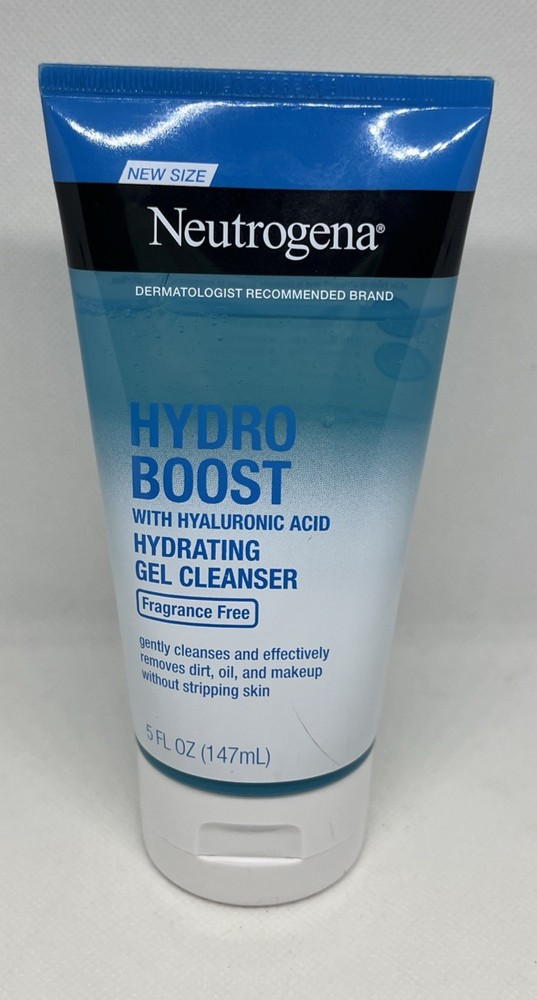 NEW SIZE
Neutrogena®
DERMATOLOGIST RECOMMENDED BRAND
HYDRO
BOOST
WITH HYALURONIC ACID
HYDRATING
GEL CLEANSER
Fragrance Free
gently cleanses and effectively
removes dirt, oil, and makeup
without stripping skin
5 FL OZ (147mL)